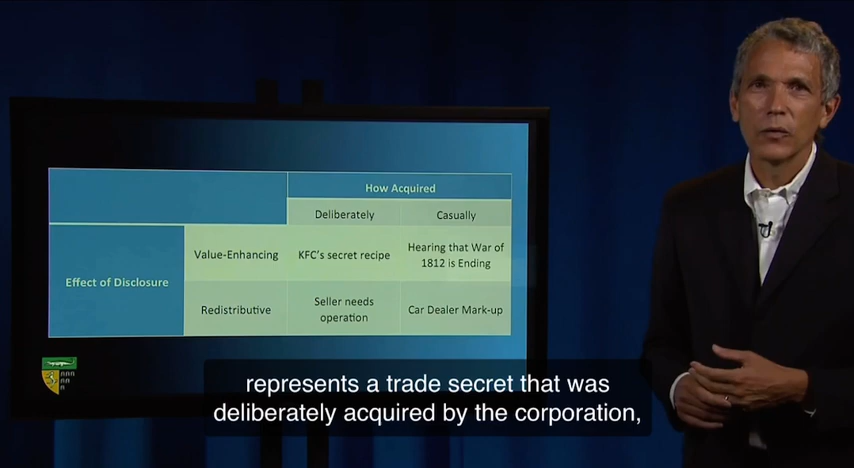 How Acquired
Deliberately
Casually
Effect of Disclosure
Value-Enhancing
KFC's secret recipe
Hearing that War of
1812 is Ending
Redistributive
Seller needs
operation
Car Dealer Mark-up
represents a trade secret that was
deliberately acquired by the corporation,